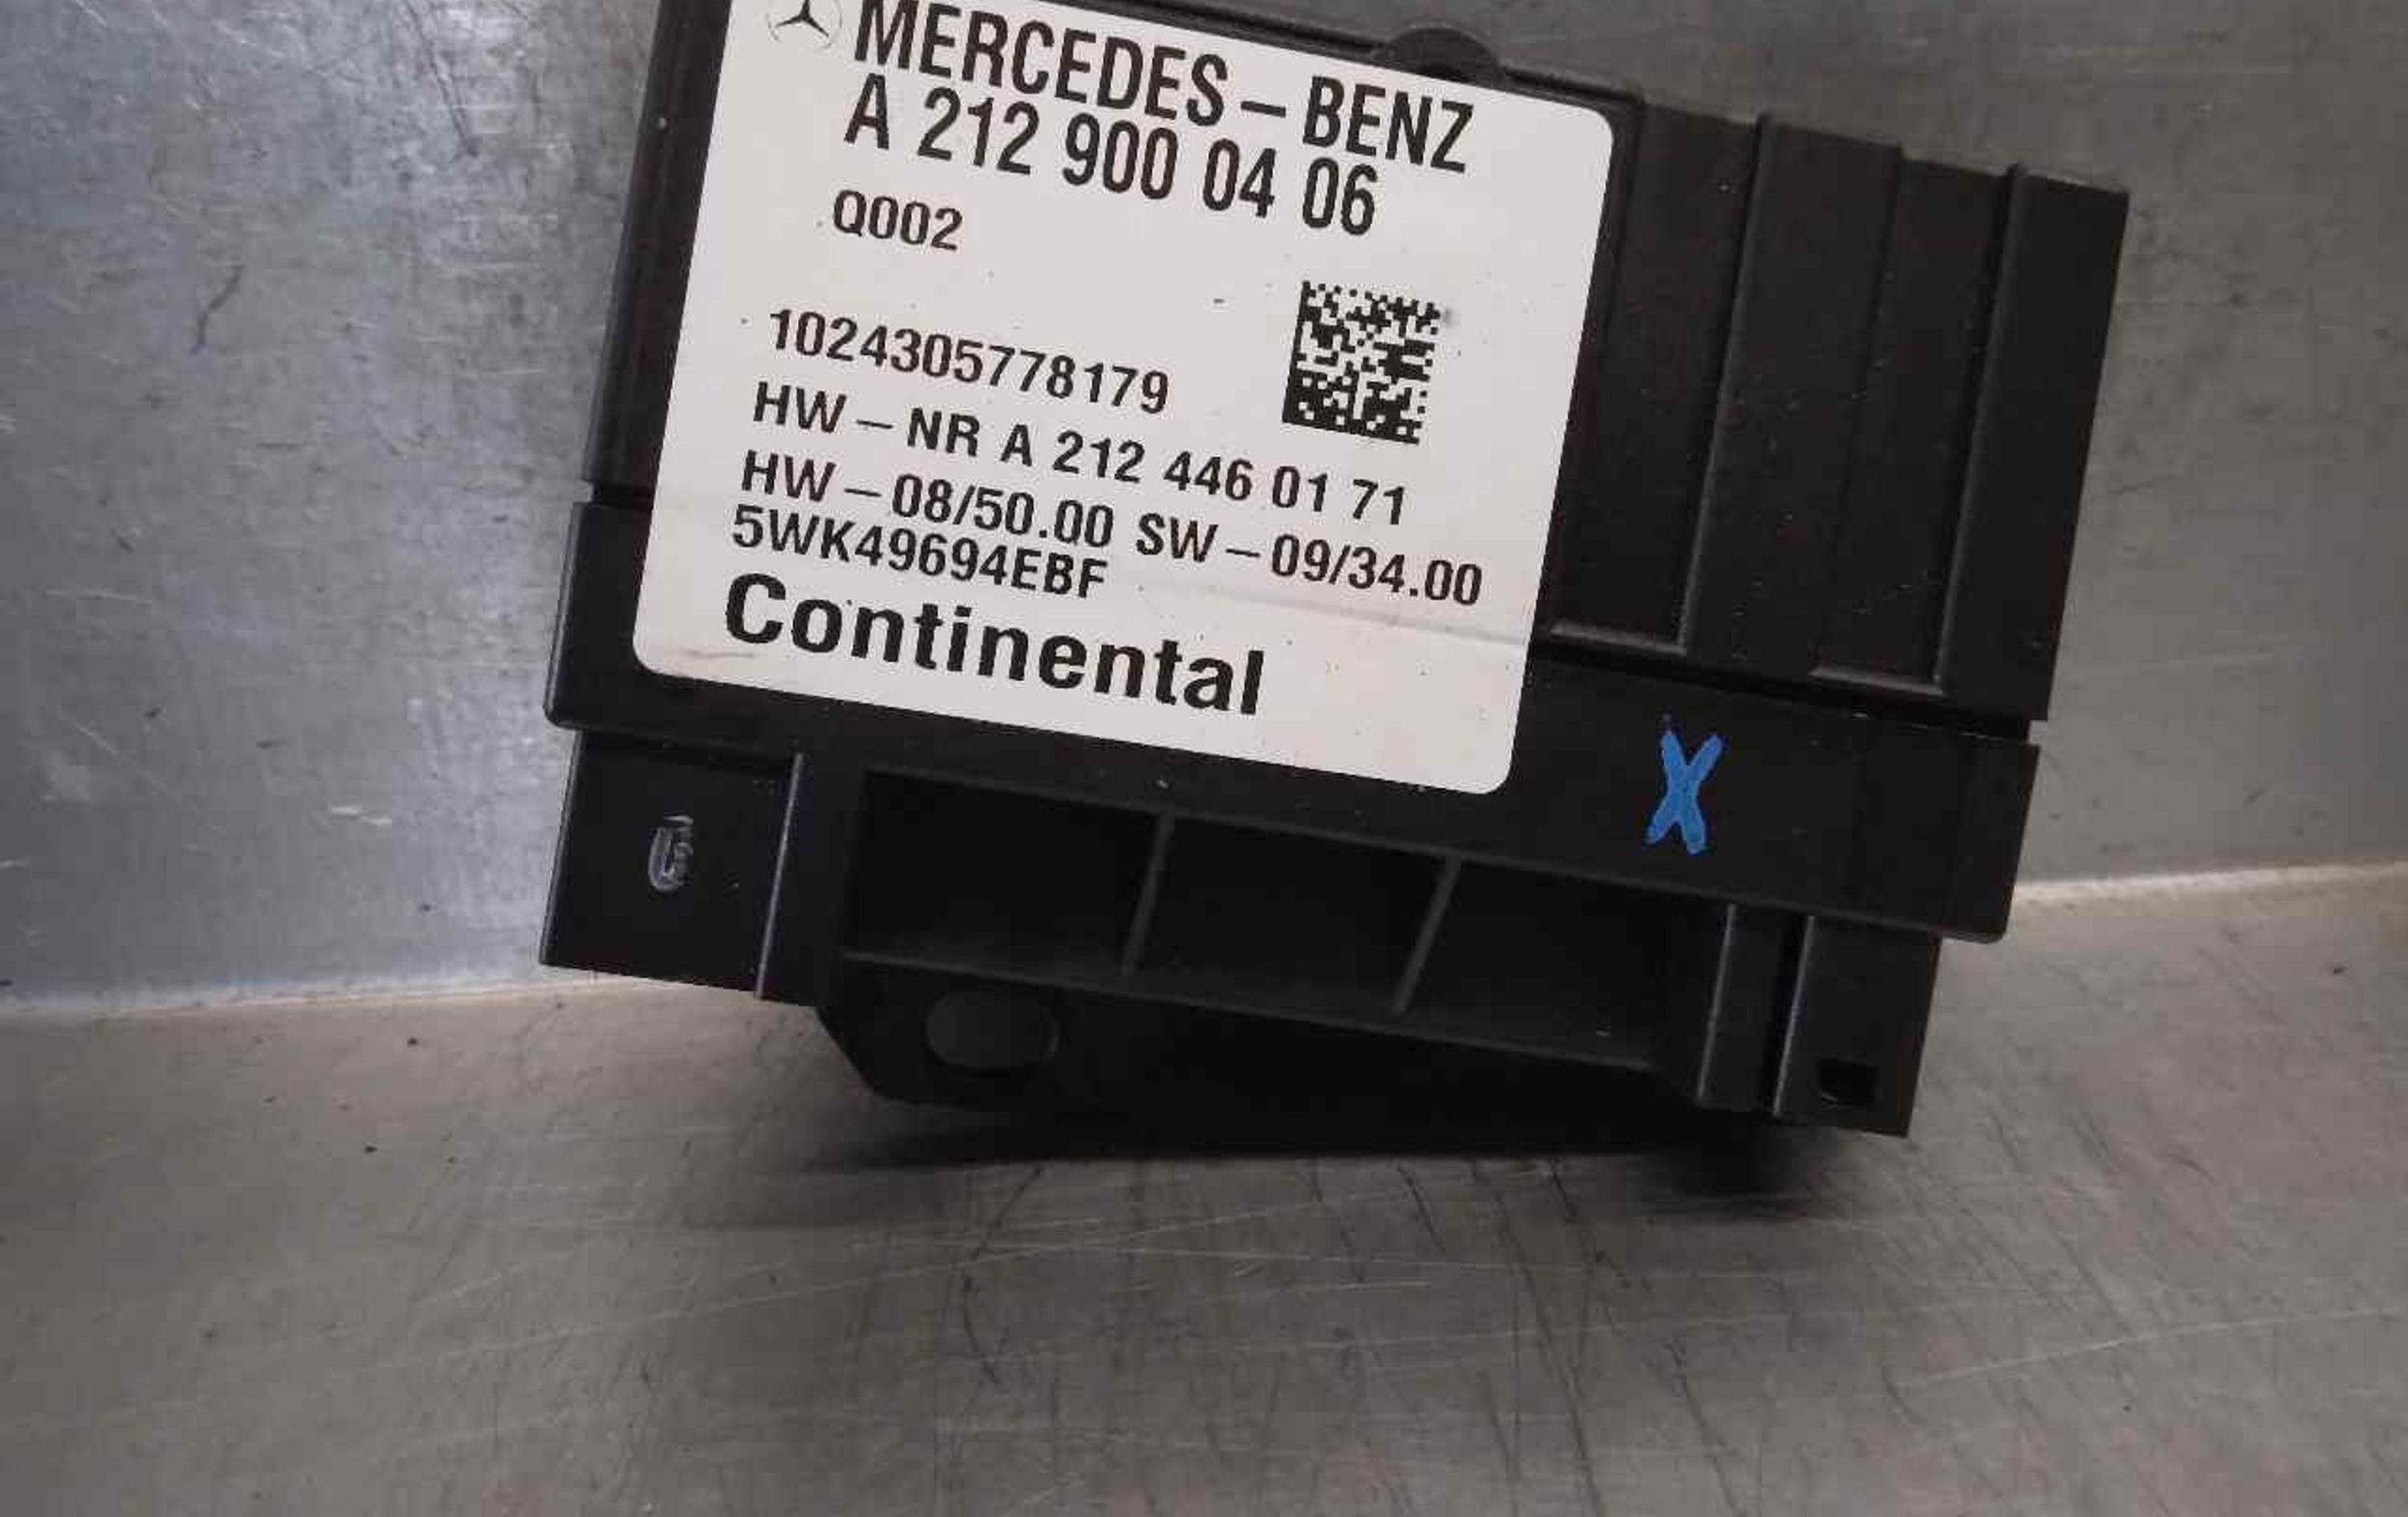 MERCEDES – BENZ
A 212 900 04 06
Q002
1024305778179
HW – NR A 212 446 01 71
HW – 08/50.00 SW – 09/34.00
5WK49694EBF
Continental
X